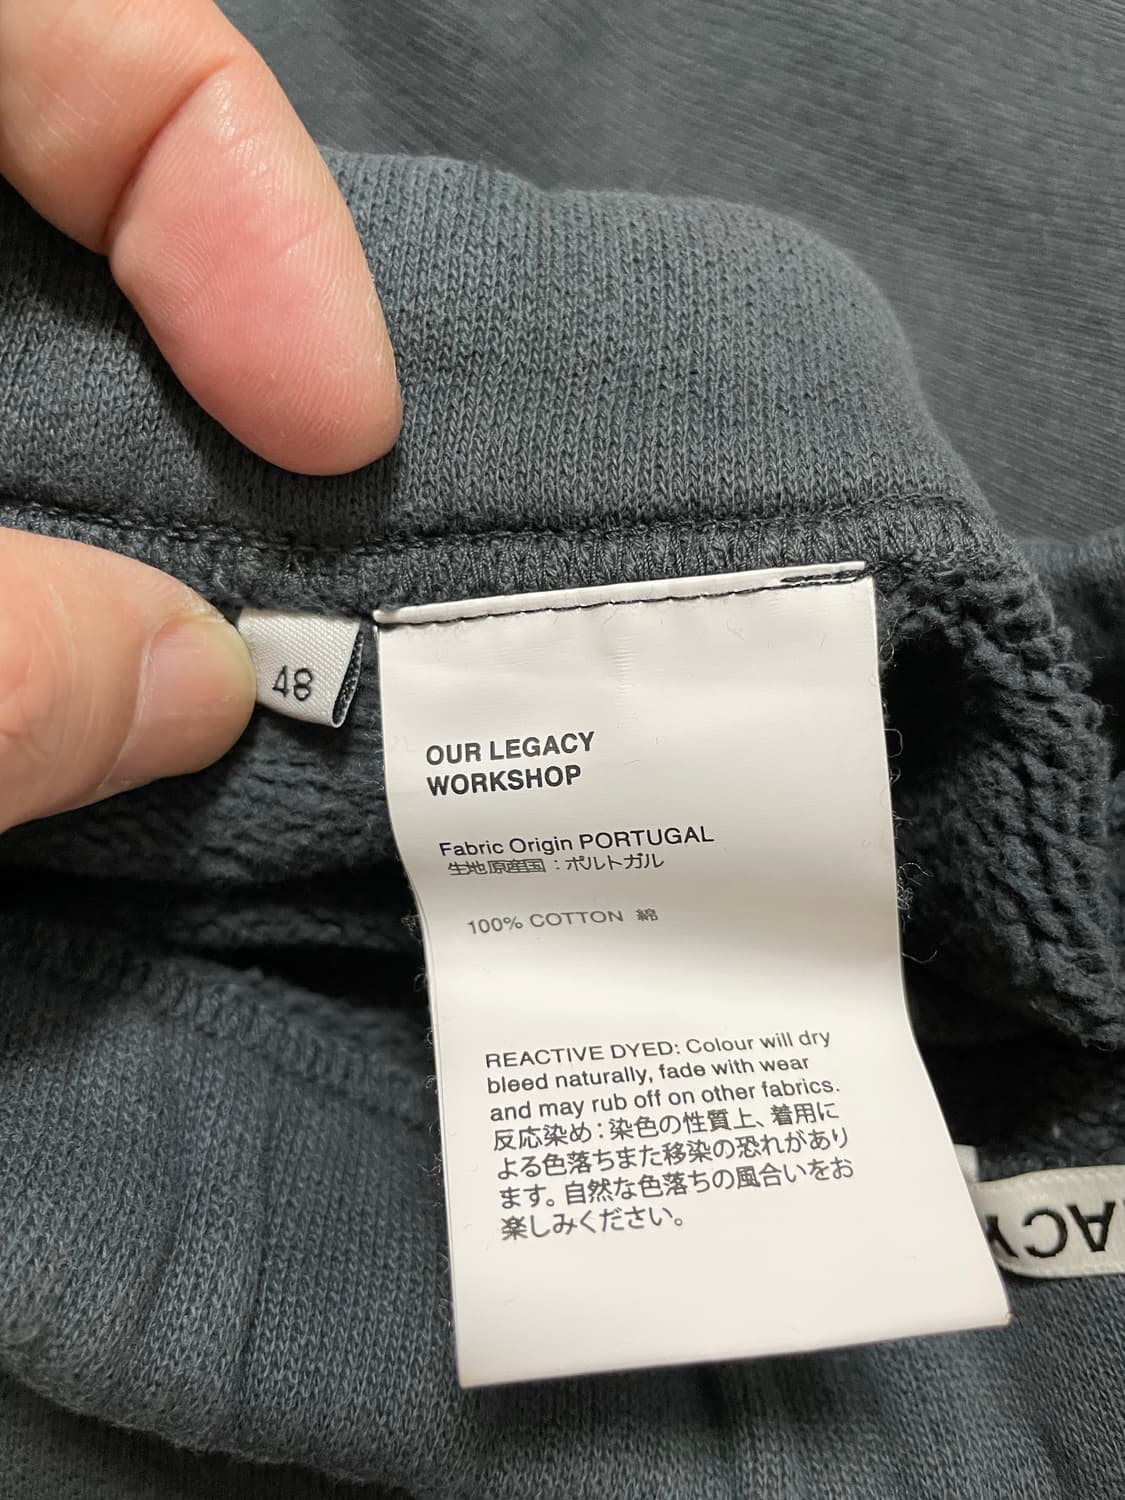 48
OUR LEGACY
WORKSHOP
Fabric Origin PORTUGAL
生地原産国：ポルトガル
100% COTTON 綿
REACTIVE DYED: Colour will dry
bleed naturally, fade with wear
and may rub off on other fabrics.
反応染め：染色の性質上、着用に
よる色落ちまた移染の恐れがあり
ます。自然な色落ちの風合いをお
楽しみください。
ACY